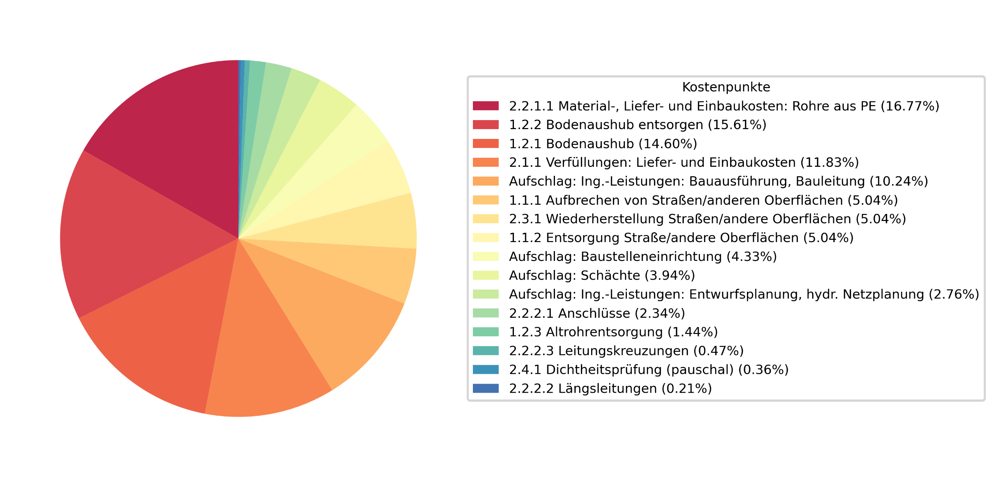 Kostenpunkte
2.2.1.1 Material-, Liefer- und Einbaukosten: Rohre aus PE (16.77%)
1.2.2 Bodenaushub entsorgen (15.61%)
1.2.1 Bodenaushub (14.60%)
2.1.1 Verfüllungen: Liefer- und Einbaukosten (11.83%)
Aufschlag: Ing.-Leistungen: Bauausführung, Bauleitung (10.24%)
1.1.1 Aufbrechen von Straßen/anderen Oberflächen (5.04%)
2.3.1 Wiederherstellung Straßen/andere Oberflächen (5.04%)
1.1.2 Entsorgung Straße/andere Oberflächen (5.04%)
Aufschlag: Baustelleneinrichtung (4.33%)
Aufschlag: Schächte (3.94%)
Aufschlag: Ing.-Leistungen: Entwurfsplanung, hydr. Netzplanung (2.76%)
2.2.2.1 Anschlüsse (2.34%)
1.2.3 Altrohrentsorgung (1.44%)
2.2.2.3 Leitungskreuzungen (0.47%)
2.4.1 Dichtheitsprüfung (pauschal) (0.36%)
2.2.2.2 Längsleitungen (0.21%)